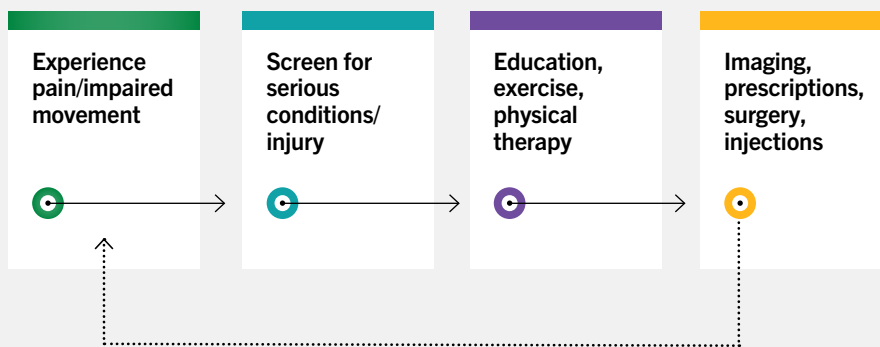 Experience
pain/impaired
movement
Screen for
serious
conditions/
injury
Education,
exercise,
physical
therapy
Imaging,
prescriptions,
surgery,
injections